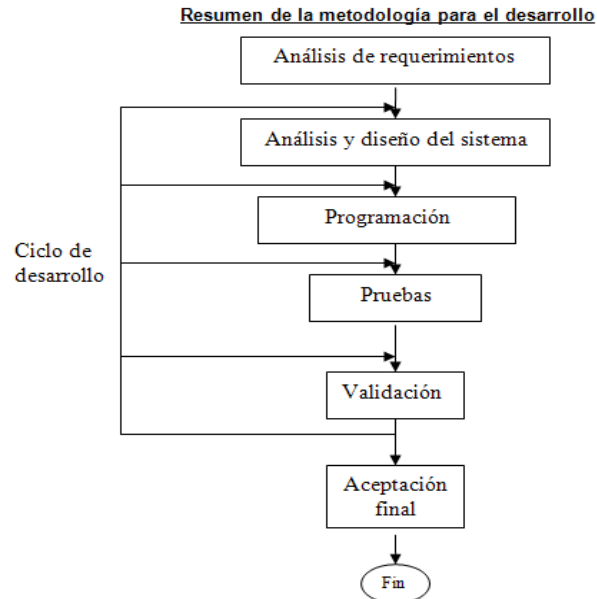 Resumen de la metodología para el desarrollo
Análisis de requerimientos
Análisis y diseño del sistema
Programación
Ciclo de
desarrollo
Pruebas
Validación
Aceptación
final
Fin